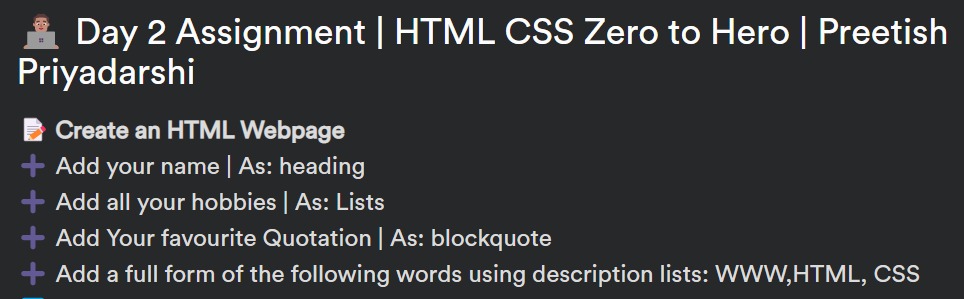 👨🏽‍💻 Day 2 Assignment | HTML CSS Zero to Hero | Preetish
Priyadarshi
📝 Create an HTML Webpage
➕ Add your name | As: heading
➕ Add all your hobbies | As: Lists
➕ Add Your favourite Quotation | As: blockquote
➕ Add a full form of the following words using description lists: WWW,HTML, CSS